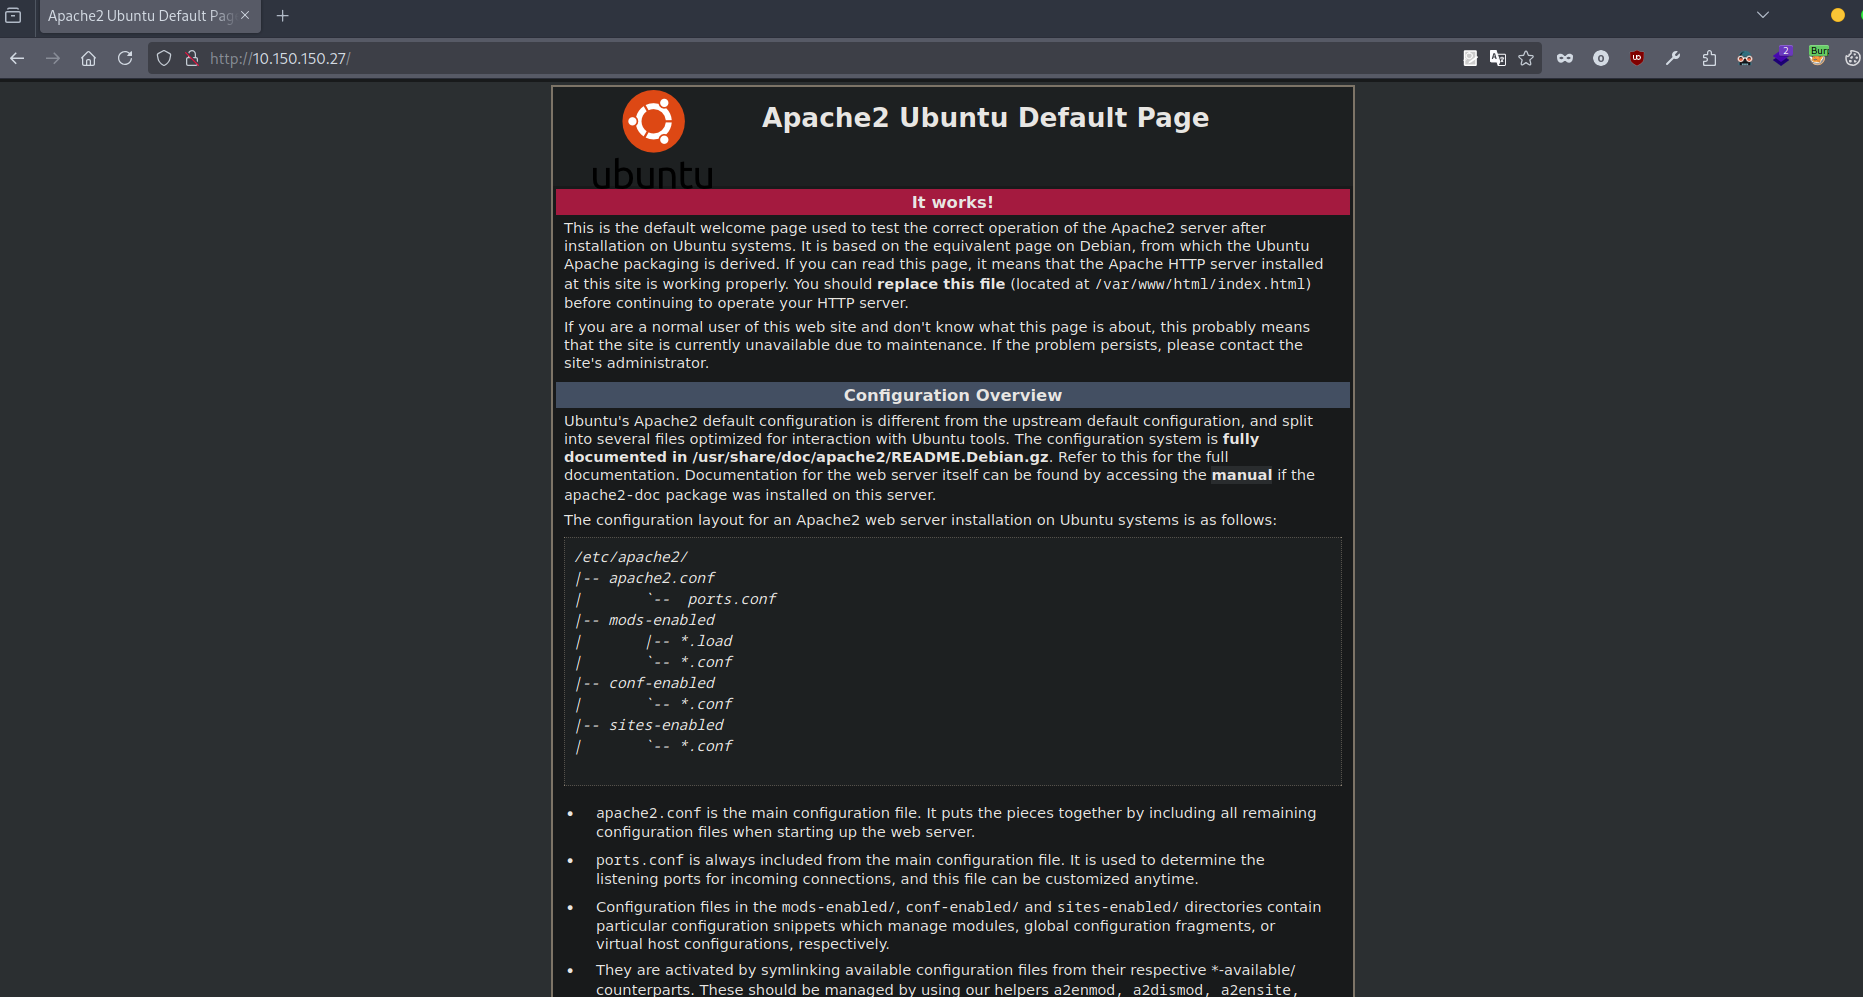 Apache2 Ubuntu Default Pag
http://10.150.150.27/
2
ubuntu
Apache2 Ubuntu Default Page
It works!
This is the default welcome page used to test the correct operation of the Apache2 server after
installation on Ubuntu systems. It is based on the equivalent page on Debian, from which the Ubuntu
Apache packaging is derived. If you can read this page, it means that the Apache HTTP server installed
at this site is working properly. You should replace this file (located at /var/www/html/index.html)
before continuing to operate your HTTP server.
If you are a normal user of this web site and don't know what this page is about, this probably means
that the site is currently unavailable due to maintenance. If the problem persists, please contact the
site's administrator.
Configuration Overview
Ubuntu's Apache2 default configuration is different from the upstream default configuration, and split
into several files optimized for interaction with Ubuntu tools. The configuration system is fully
documented in /usr/share/doc/apache2/README.Debian.gz. Refer to this for the full
documentation. Documentation for the web server itself can be found by accessing the manual if the
apache2-doc package was installed on this server.
The configuration layout for an Apache2 web server installation on Ubuntu systems is as follows:
/etc/apache2/
|-- apache2.conf
|       `--  ports.conf
|-- mods-enabled
|       |-- *.load
|       `-- *.conf
|-- conf-enabled
|       `-- *.conf
|-- sites-enabled
|       `-- *.conf
• apache2.conf is the main configuration file. It puts the pieces together by including all remaining
configuration files when starting up the web server.
• ports.conf is always included from the main configuration file. It is used to determine the
listening ports for incoming connections, and this file can be customized anytime.
• Configuration files in the mods-enabled/, conf-enabled/ and sites-enabled/ directories contain
particular configuration snippets which manage modules, global configuration fragments, or
virtual host configurations, respectively.
• They are activated by symlinking available configuration files from their respective *-available/
counterparts. These should be managed by using our helpers a2enmod, a2dismod, a2ensite,